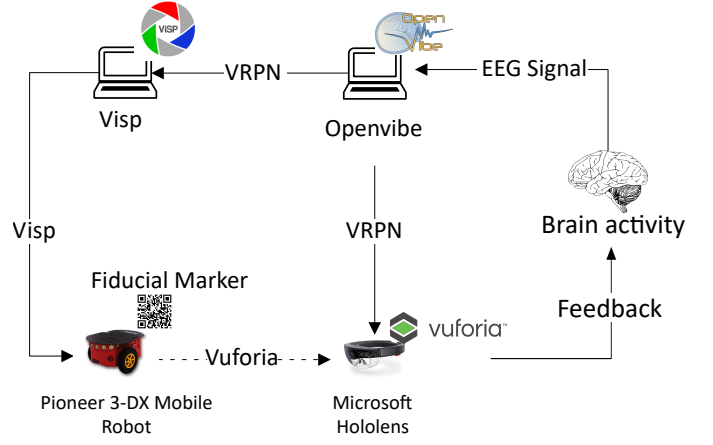 ViSP
Open
Vibe
VRPN
EEG Signal
Visp
Openvibe
Visp
VRPN
Brain activity
Fiducial Marker
Feedback
vuforia™
Vuforia
Pioneer 3-DX Mobile
Robot
Microsoft
Hololens